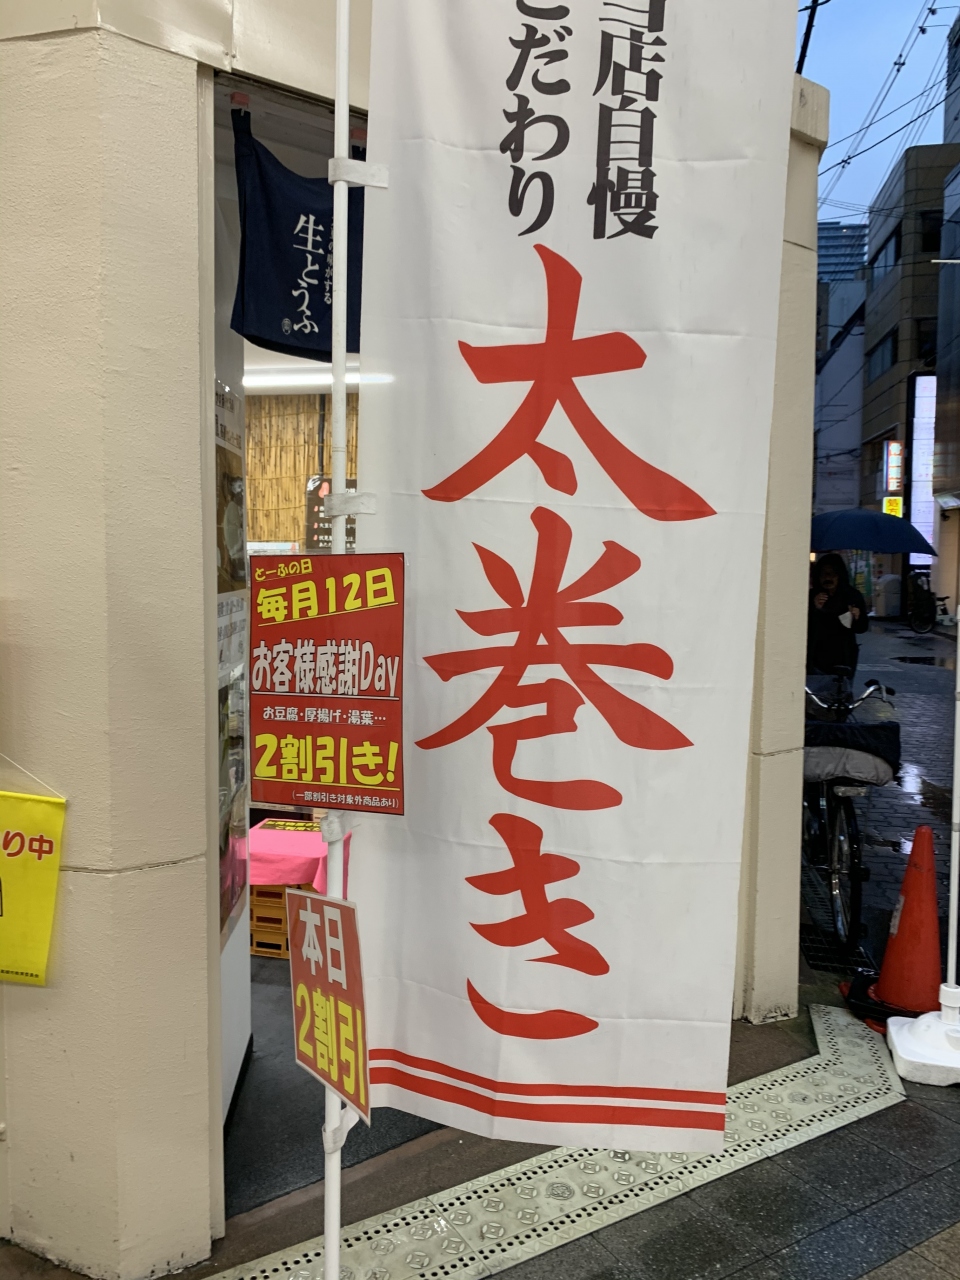 当店自慢
こだわり
太巻き
生とうふ
とーふの日
毎月12日
お客様感謝Day
お豆腐・厚揚げ・湯葉…
2割引き!
(一部割引き対象外商品あり)
本日
2割引
り中